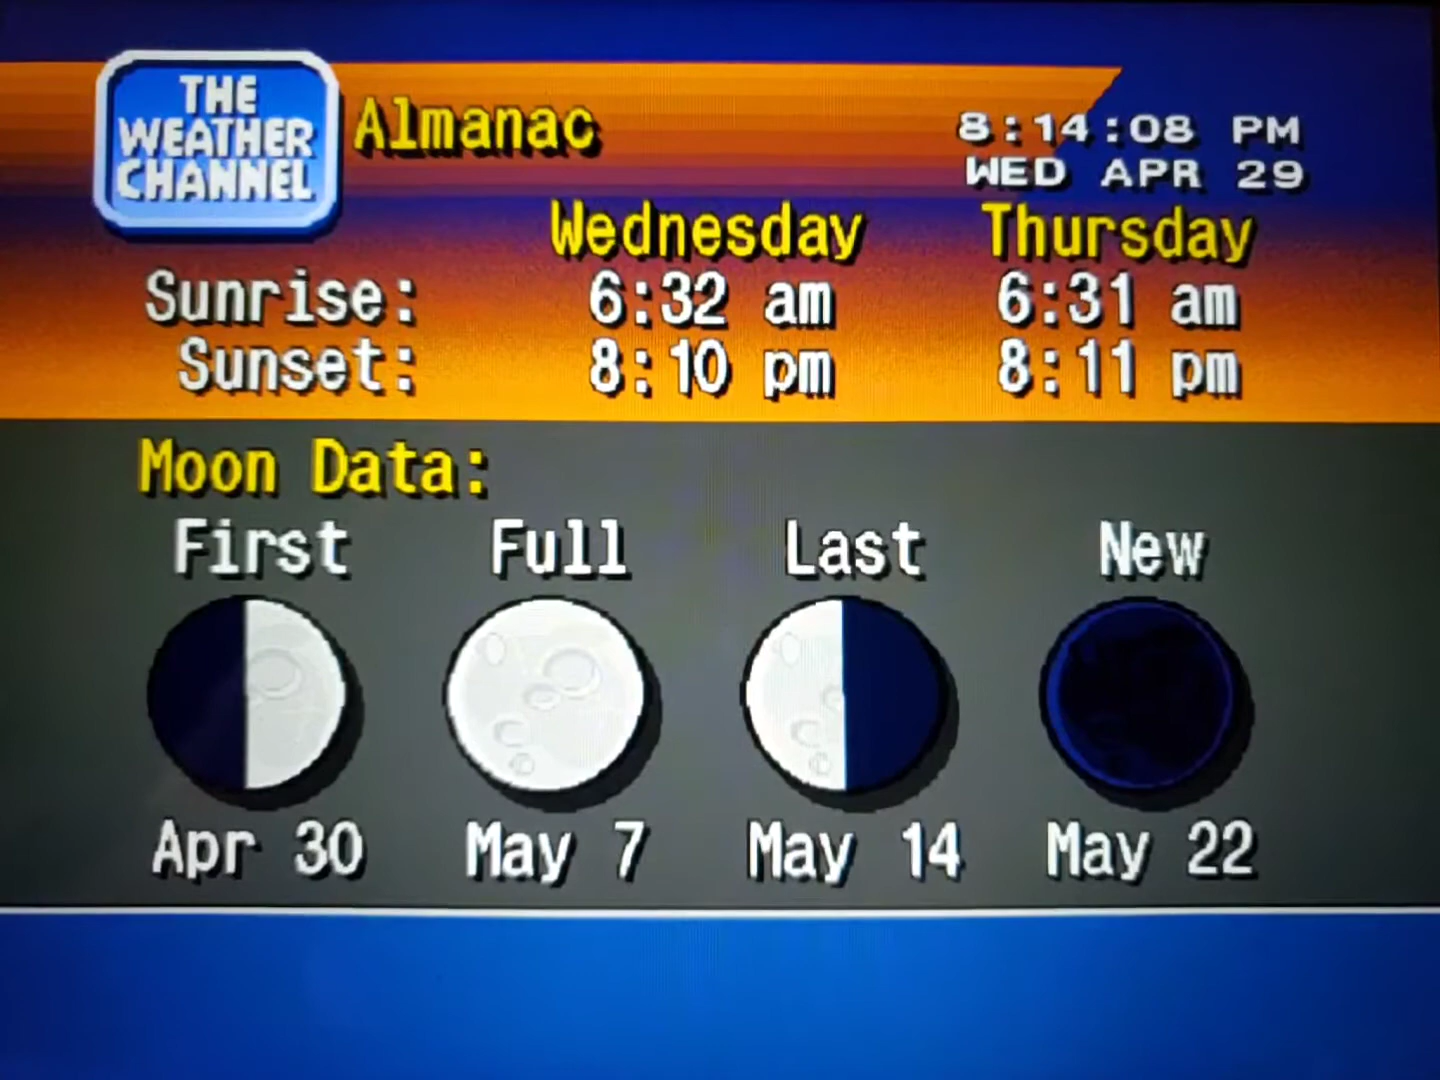 THE
WEATHER
CHANNEL
Almanac
8:14:08 PM
WED APR 29
Wednesday Thursday
Sunrise: 6:32 am 6:31 am
Sunset: 8:10 pm 8:11 pm
Moon Data:
First Full Last New
Apr 30 May 7 May 14 May 22